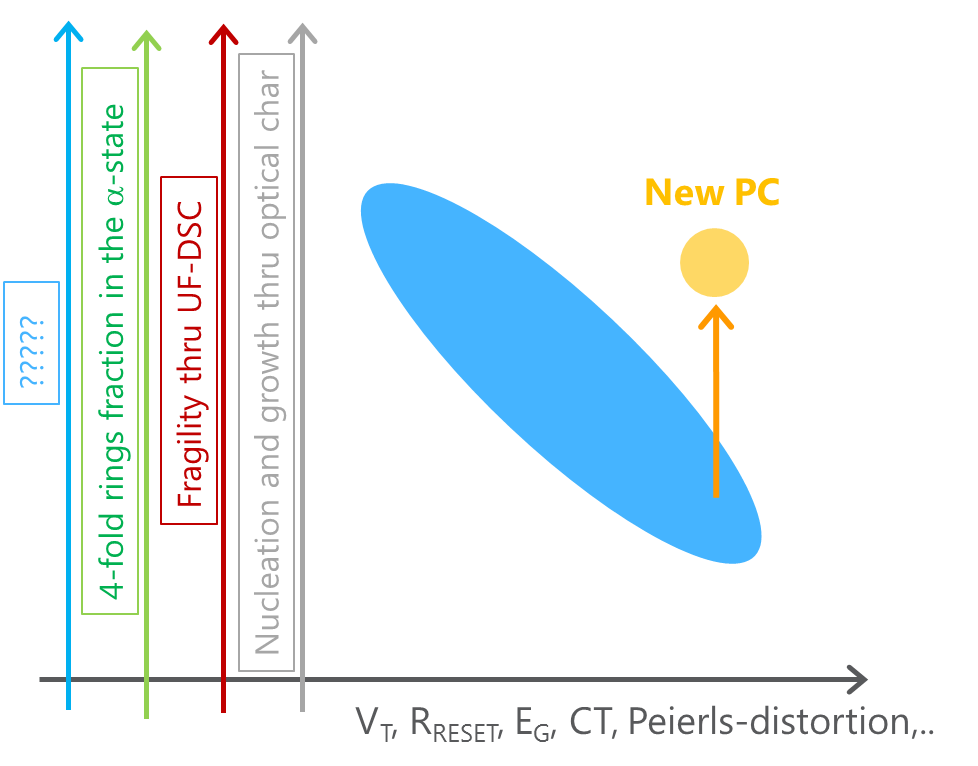 ?????
4-fold rings fraction in the α-state
Fragility thru UF-DSC
Nucleation and growth thru optical char
New PC
V_T, R_RESET, E_G, CT, Peierls-distortion,..